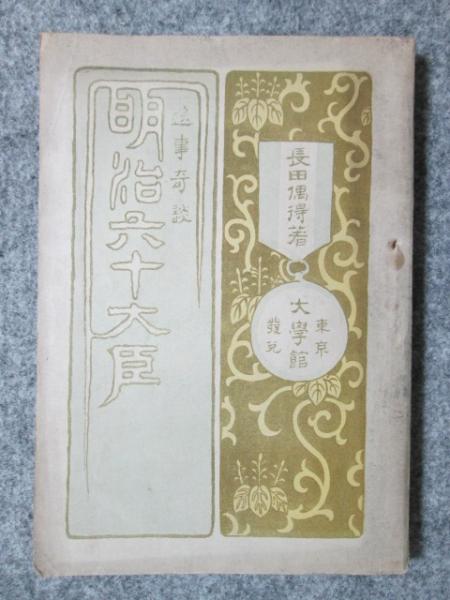 長田偶得著
東京
大學館
發兌
逸事奇談
明治六十大臣